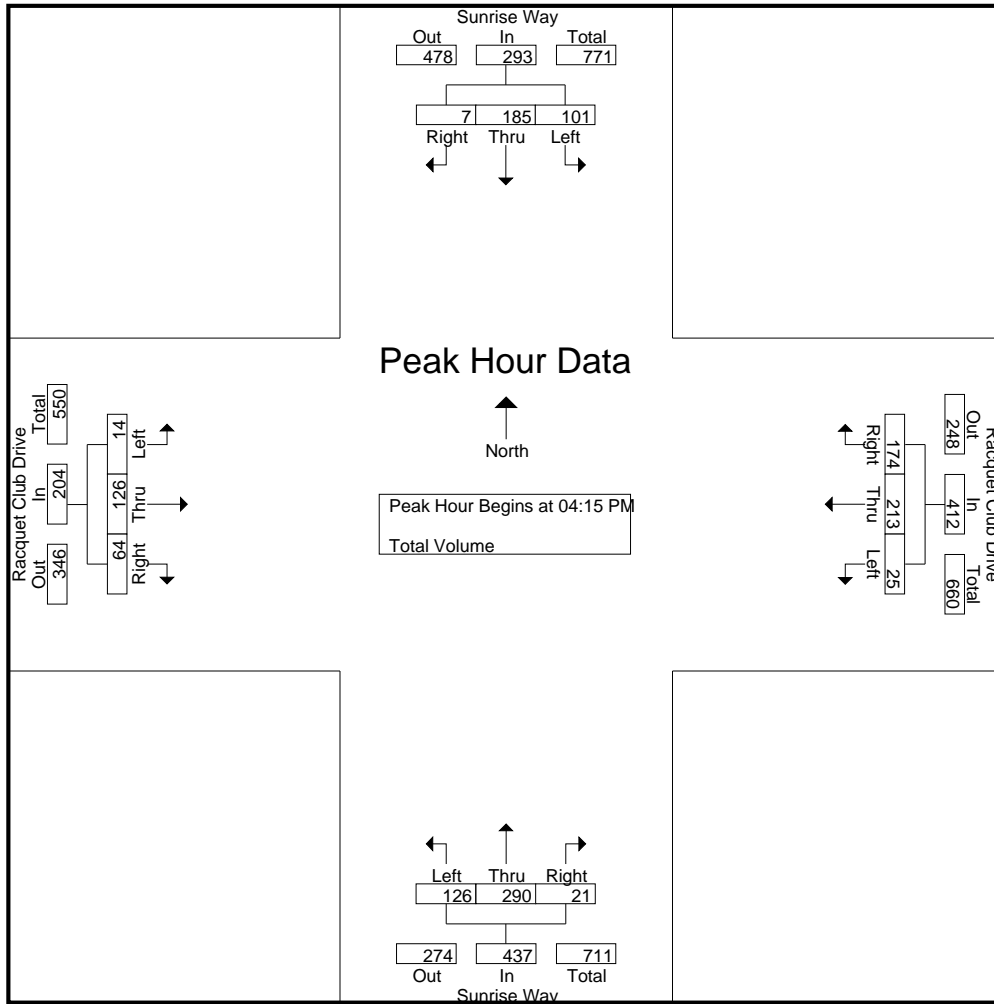 Sunrise Way
Out In Total
478 293 771
7 185 101
Right Thru Left
Peak Hour Data
North
Peak Hour Begins at 04:15 PM
Total Volume
Racquet Club Drive
Total In Out
550 204 346
14 126 64
Left Thru Right
Racquet Club Drive
Out In Total
248 412 660
174 213 25
Right Thru Left
Left Thru Right
126 290 21
274 437 711
Out In Total
Sunrise Way